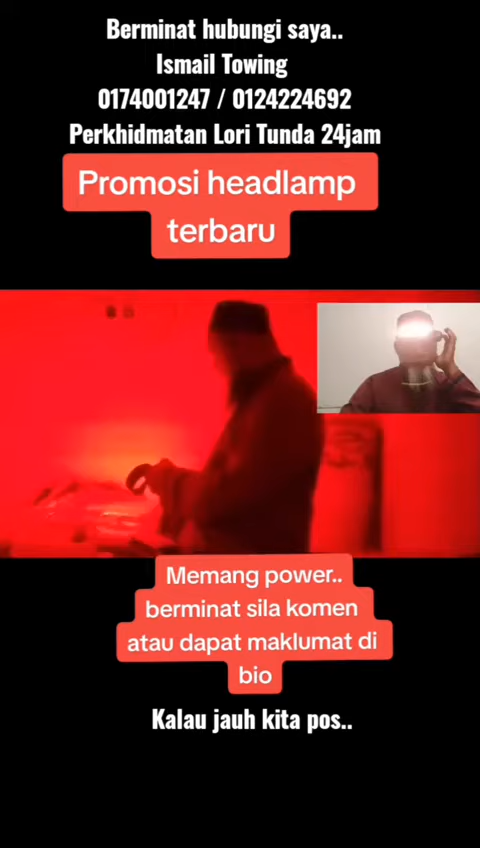 Berminat hubungi saya..
Ismail Towing
0174001247 / 0124224692
Perkhidmatan Lori Tunda 24jam
Promosi headlamp
terbaru
Memang power..
berminat sila komen
atau dapat maklumat di
bio
Kalau jauh kita pos..